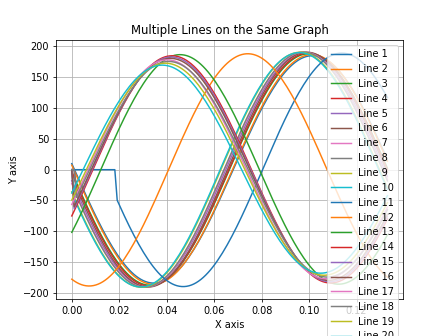 Multiple Lines on the Same Graph
200
150
100
50
0
−50
−100
−150
−200
Y axis
0.00
0.02
0.04
0.06
0.08
0.10
X axis
Line 1
Line 2
Line 3
Line 4
Line 5
Line 6
Line 7
Line 8
Line 9
Line 10
Line 11
Line 12
Line 13
Line 14
Line 15
Line 16
Line 17
Line 18
Line 19